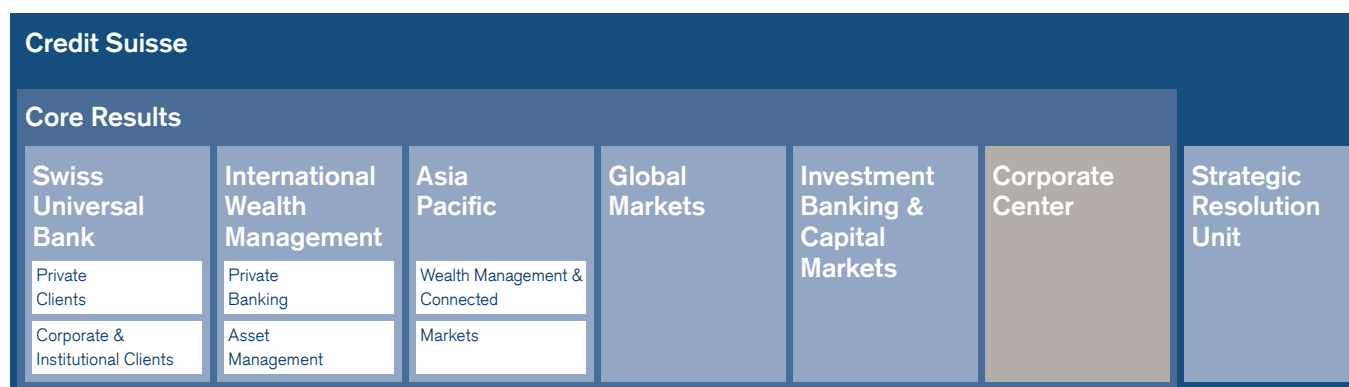 Credit Suisse
Core Results
Swiss
Universal
Bank
Private
Clients
Corporate &
Institutional Clients
International
Wealth
Management
Private
Banking
Asset
Management
Asia
Pacific
Wealth Management &
Connected
Markets
Global
Markets
Investment
Banking &
Capital
Markets
Corporate
Center
Strategic
Resolution
Unit